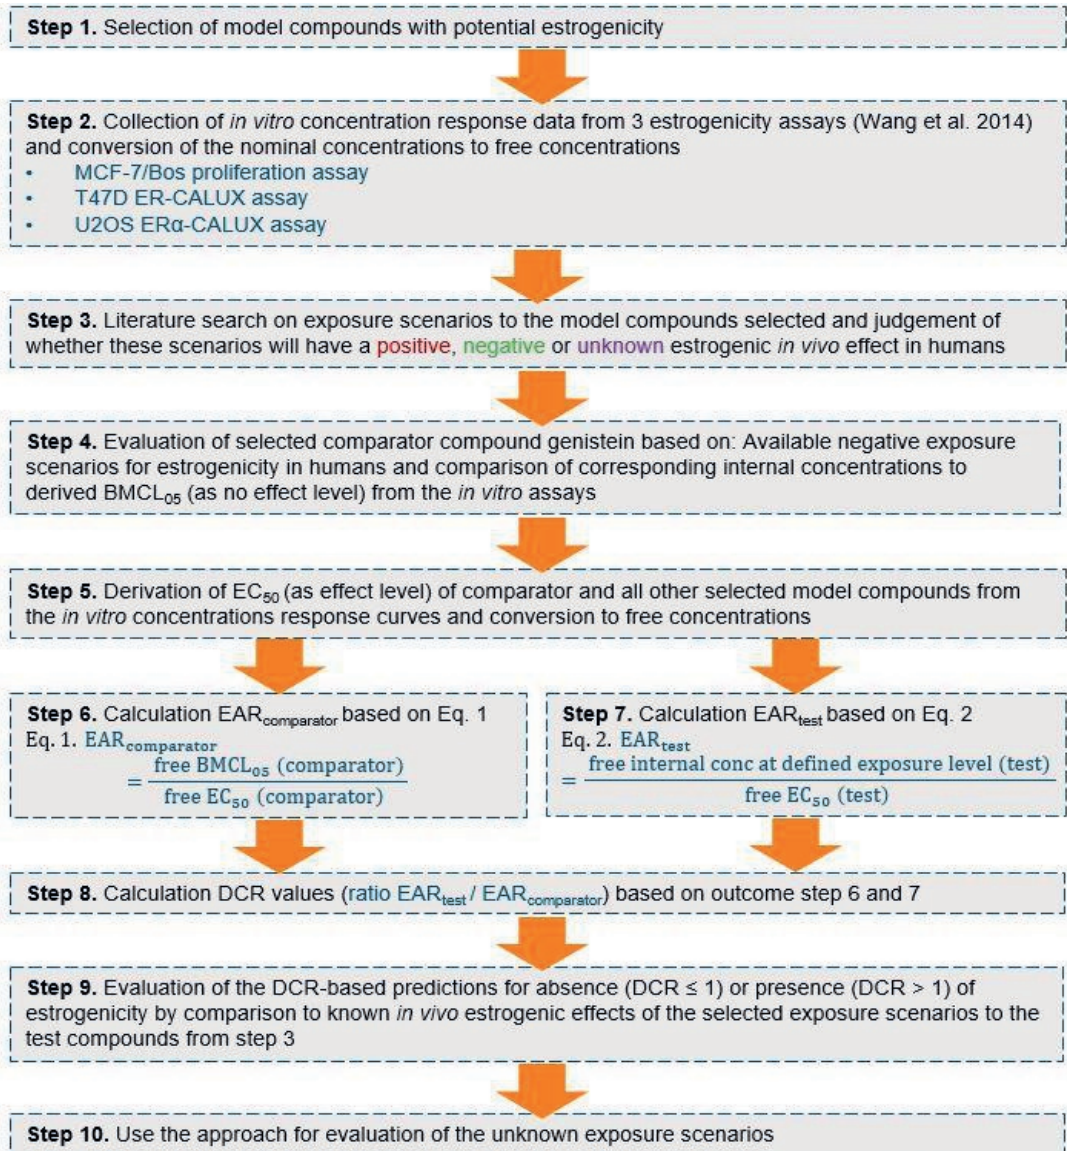 Step 1. Selection of model compounds with potential estrogenicity
Step 2. Collection of in vitro concentration response data from 3 estrogenicity assays (Wang et al. 2014)
and conversion of the nominal concentrations to free concentrations
• MCF-7/Bos proliferation assay
• T47D ER-CALUX assay
• U2OS ERα-CALUX assay
Step 3. Literature search on exposure scenarios to the model compounds selected and judgement of
whether these scenarios will have a positive, negative or unknown estrogenic in vivo effect in humans
Step 4. Evaluation of selected comparator compound genistein based on: Available negative exposure
scenarios for estrogenicity in humans and comparison of corresponding internal concentrations to
derived BMCL₀₅ (as no effect level) from the in vitro assays
Step 5. Derivation of EC₅₀ (as effect level) of comparator and all other selected model compounds from
the in vitro concentrations response curves and conversion to free concentrations
Step 6. Calculation EAR_comparator based on Eq. 1
Eq. 1. EAR_comparator
= free BMCL₀₅ (comparator)
free EC₅₀ (comparator)
Step 7. Calculation EAR_test based on Eq. 2
Eq. 2. EAR_test
= free internal conc at defined exposure level (test)
free EC₅₀ (test)
Step 8. Calculation DCR values (ratio EAR_test / EAR_comparator) based on outcome step 6 and 7
Step 9. Evaluation of the DCR-based predictions for absence (DCR ≤ 1) or presence (DCR > 1) of
estrogenicity by comparison to known in vivo estrogenic effects of the selected exposure scenarios to the
test compounds from step 3
Step 10. Use the approach for evaluation of the unknown exposure scenarios